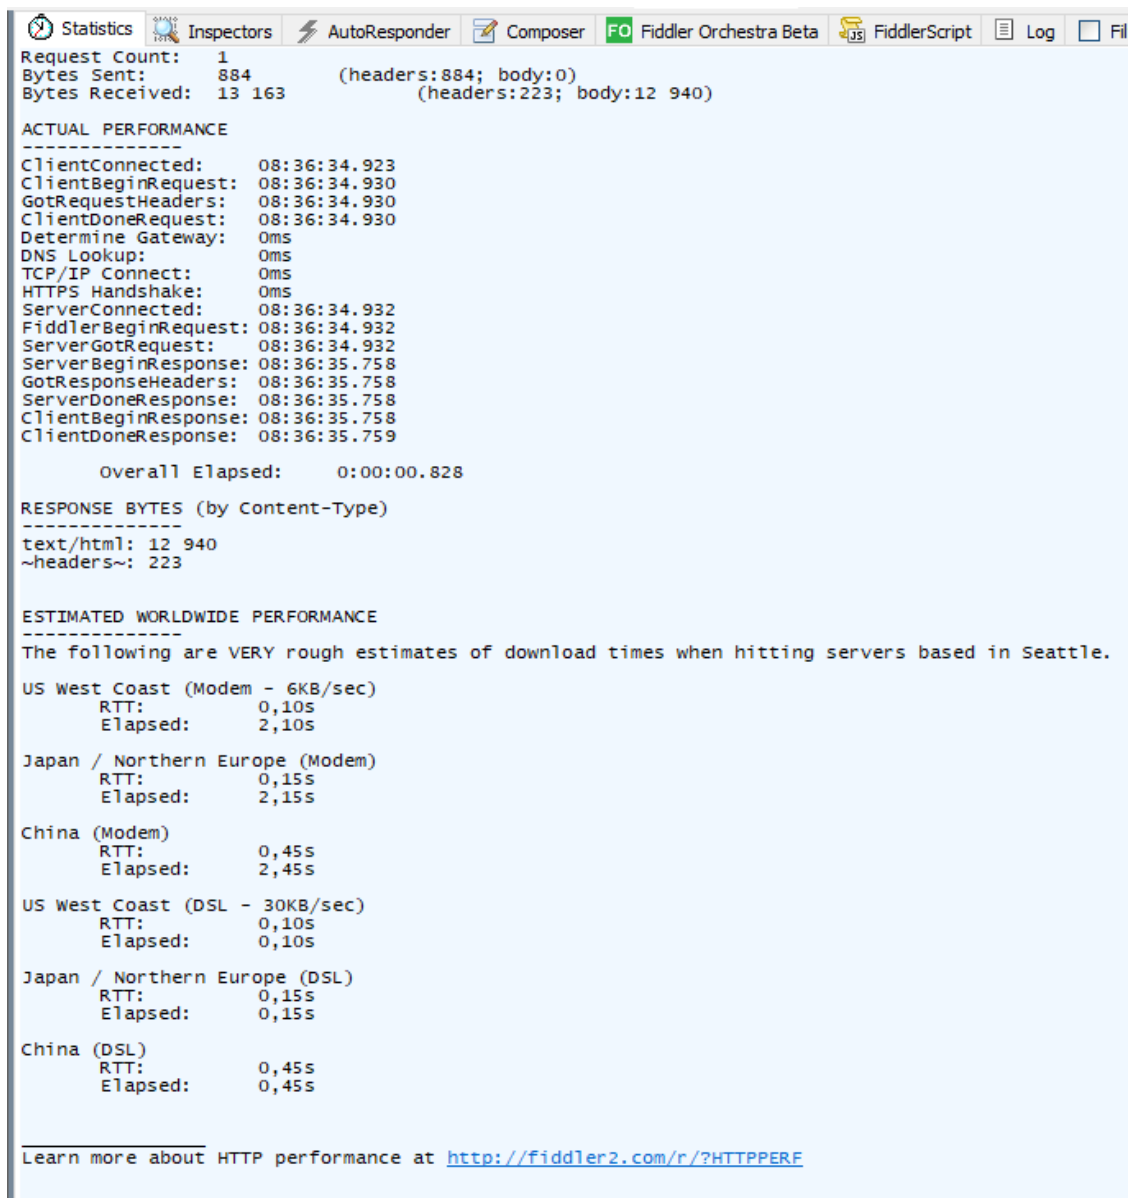 Statistics Inspectors AutoResponder Composer FO Fiddler Orchestra Beta JS FiddlerScript Log Fil
Request Count: 1
Bytes Sent: 884 (headers:884; body:0)
Bytes Received: 13 163 (headers:223; body:12 940)
ACTUAL PERFORMANCE
--------------
ClientConnected: 08:36:34.923
ClientBeginRequest: 08:36:34.930
GotRequestHeaders: 08:36:34.930
ClientDoneRequest: 08:36:34.930
Determine Gateway: 0ms
DNS Lookup: 0ms
TCP/IP Connect: 0ms
HTTPS Handshake: 0ms
ServerConnected: 08:36:34.932
FiddlerBeginRequest: 08:36:34.932
ServerGotRequest: 08:36:34.932
ServerBeginResponse: 08:36:35.758
GotResponseHeaders: 08:36:35.758
ServerDoneResponse: 08:36:35.758
ClientBeginResponse: 08:36:35.758
ClientDoneResponse: 08:36:35.759
Overall Elapsed: 0:00:00.828
RESPONSE BYTES (by Content-Type)
--------------
text/html: 12 940
~headers~: 223
ESTIMATED WORLDWIDE PERFORMANCE
--------------
The following are VERY rough estimates of download times when hitting servers based in Seattle.
US West Coast (Modem - 6KB/sec)
RTT: 0,10s
Elapsed: 2,10s
Japan / Northern Europe (Modem)
RTT: 0,15s
Elapsed: 2,15s
China (Modem)
RTT: 0,45s
Elapsed: 2,45s
US West Coast (DSL - 30KB/sec)
RTT: 0,10s
Elapsed: 0,10s
Japan / Northern Europe (DSL)
RTT: 0,15s
Elapsed: 0,15s
China (DSL)
RTT: 0,45s
Elapsed: 0,45s
________________
Learn more about HTTP performance at http://fiddler2.com/r/?HTTPPERF